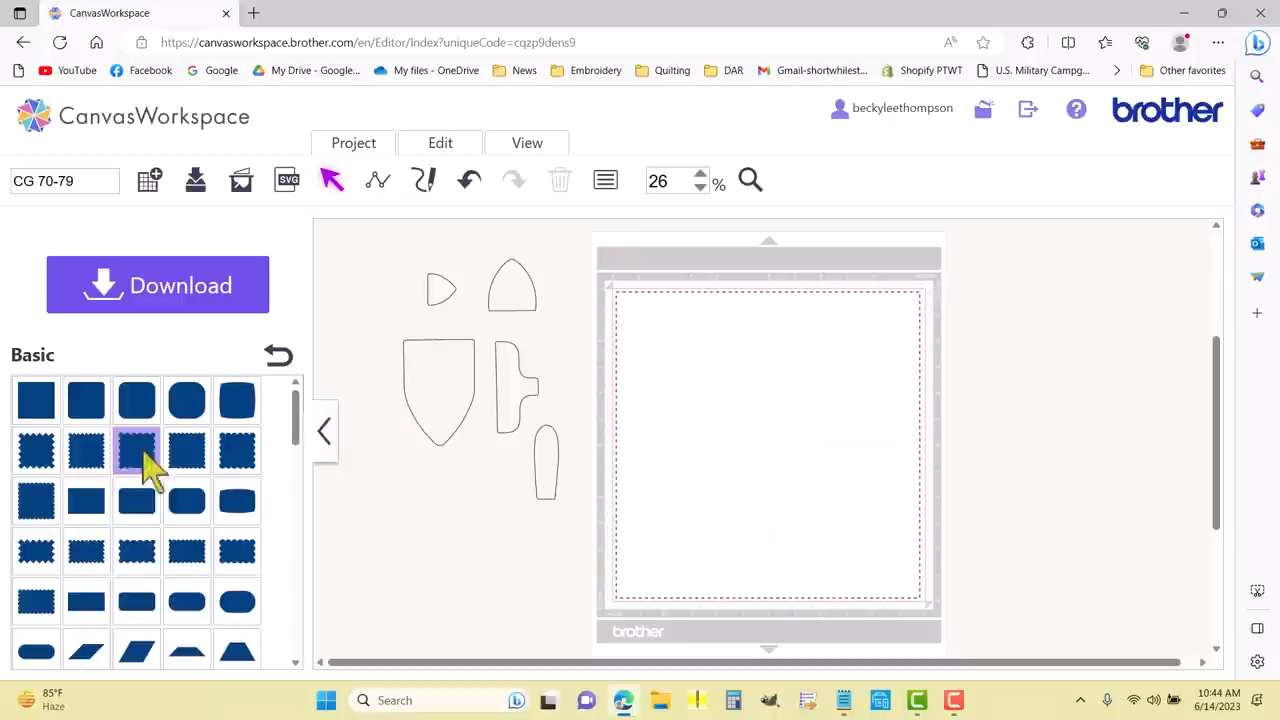 CanvasWorkspace
https://canvasworkspace.brother.com/en/Editor/Index?uniqueCode=cqzp9dens9
YouTube
Facebook
Google
My Drive - Google...
My files - OneDrive
News
Embroidery
Quilting
DAR
Gmail-shortwhilest...
Shopify PTWT
U.S. Military Campg...
Other favorites
CanvasWorkspace
beckyleethompson
brother
Project
Edit
View
CG 70-79
SVG
26
%
Download
Basic
brother
85°F
Haze
Search
10:44 AM
6/14/2023